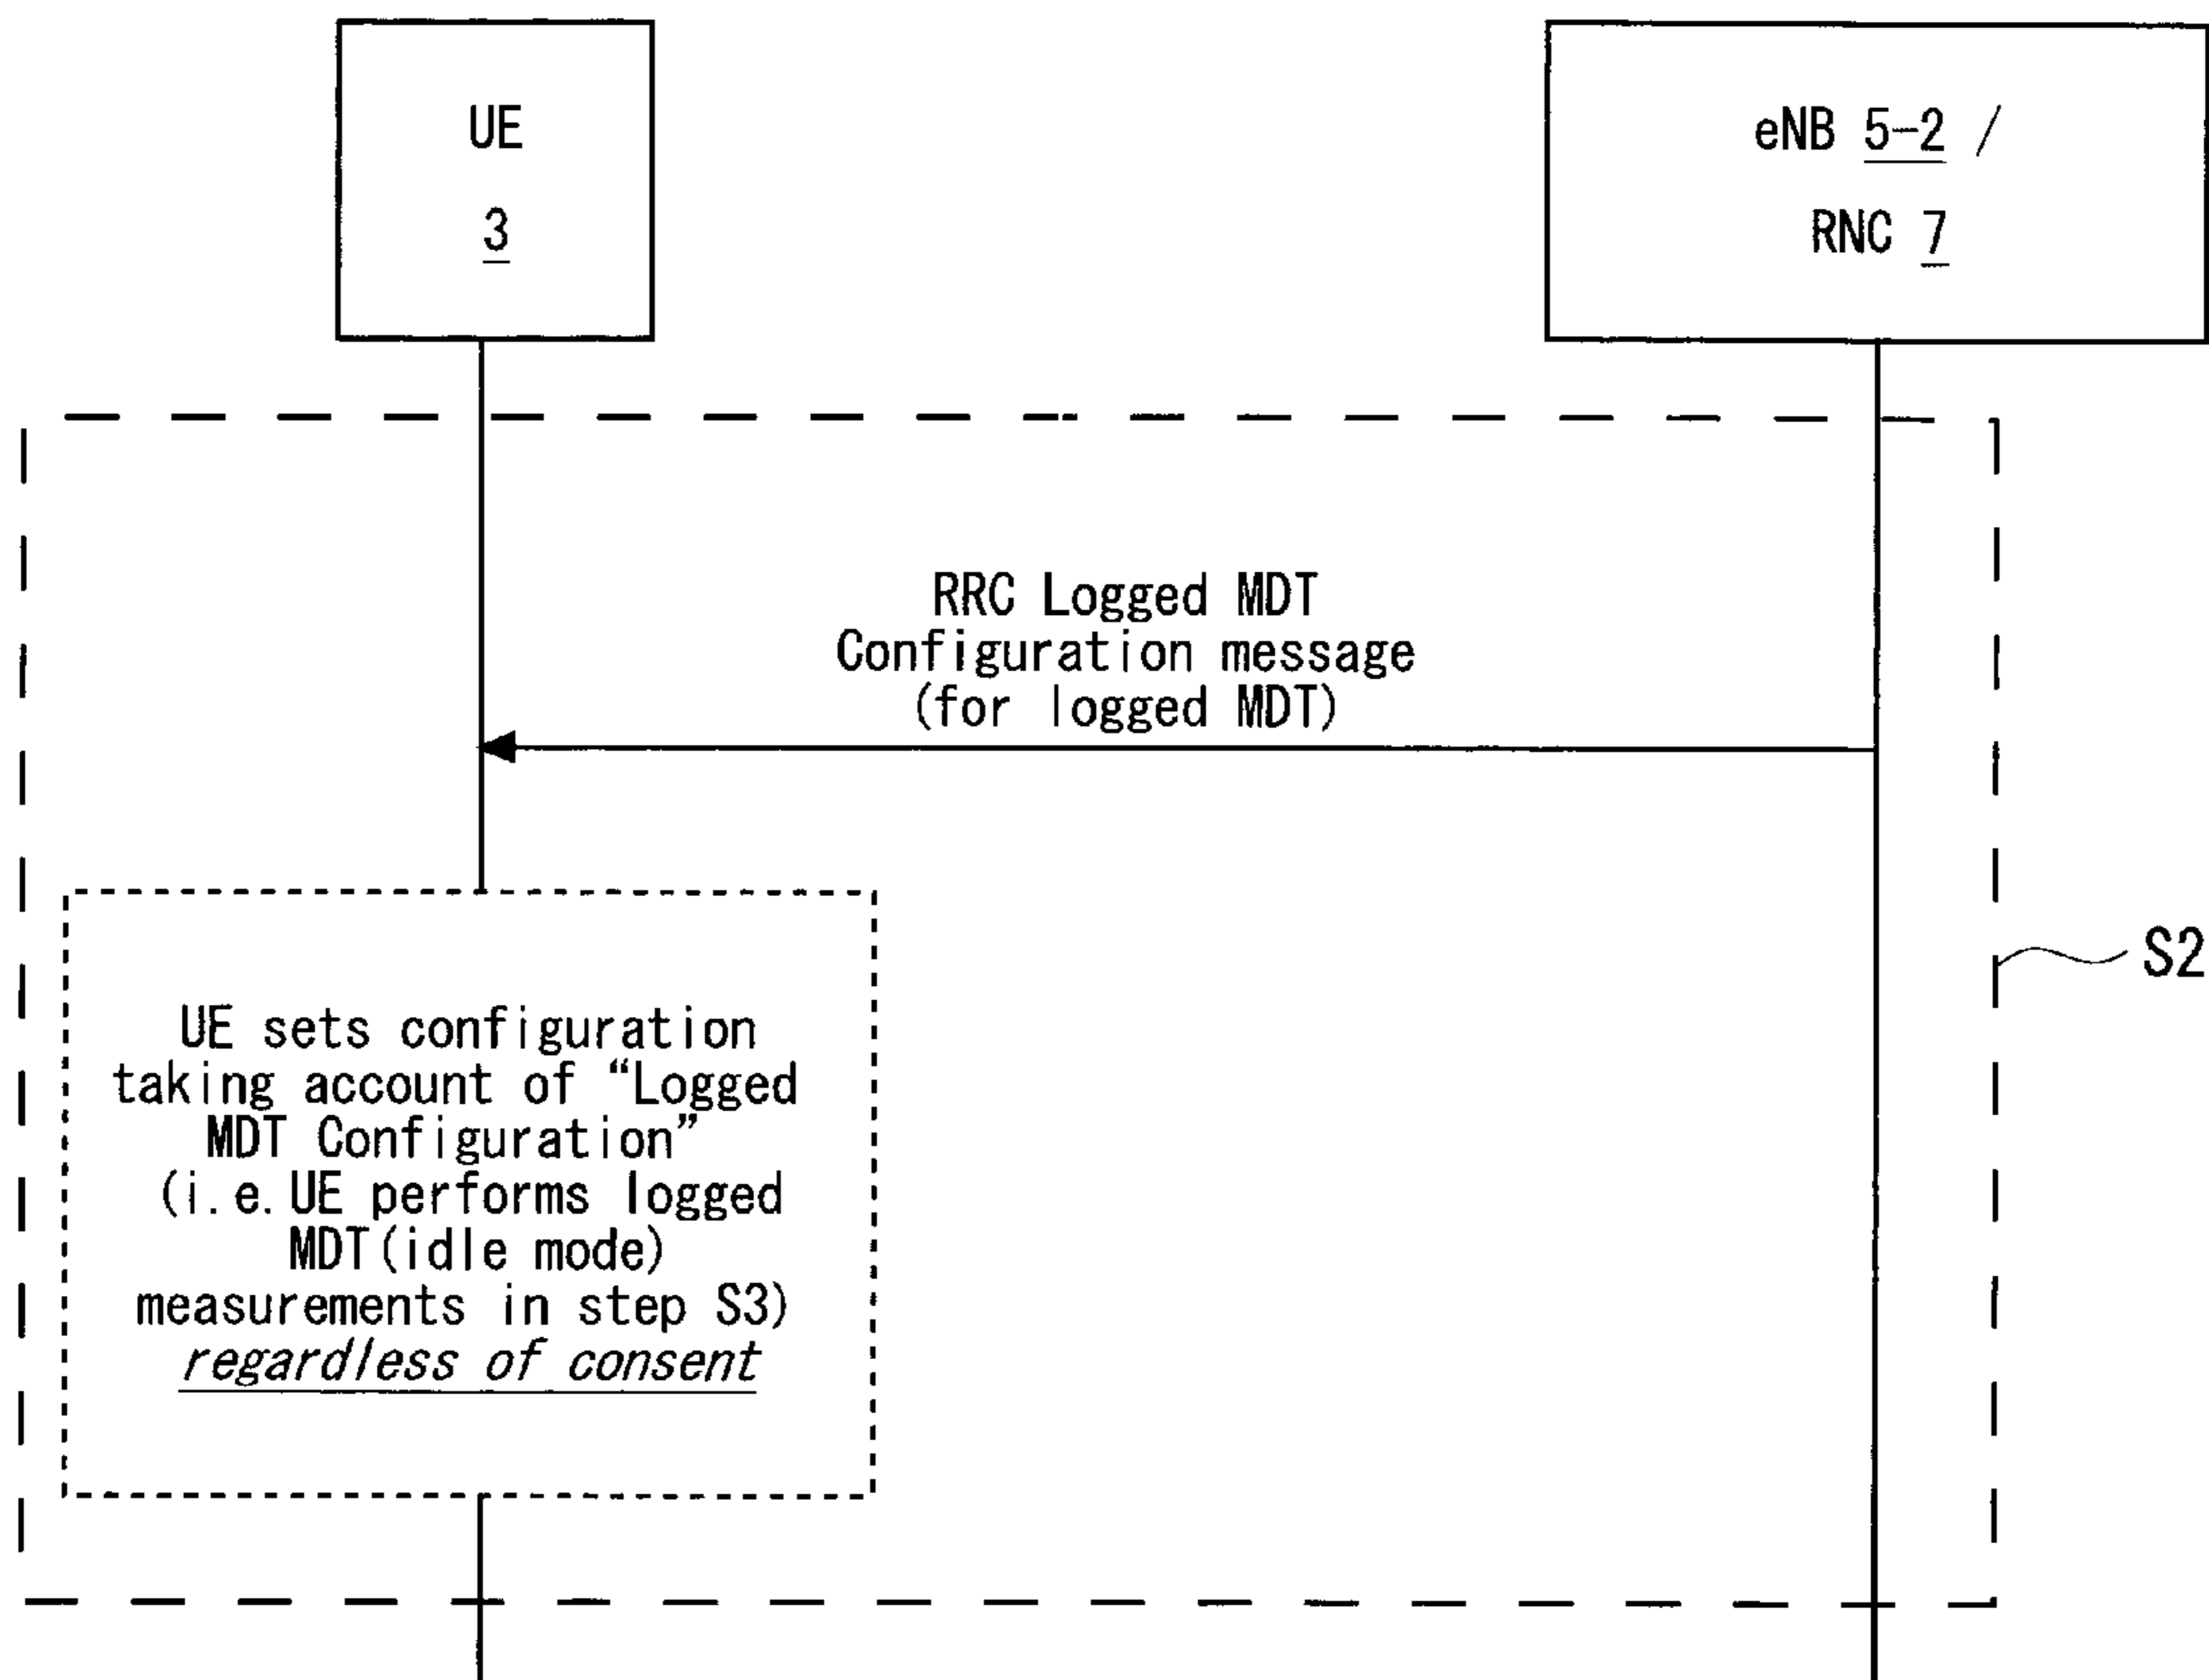 UE
3
eNB 5-2 /
RNC 7
RRC Logged MDT
Configuration message
(for logged MDT)
S2
UE sets configuration
taking account of “Logged
MDT Configuration”
(i.e. UE performs logged
MDT(idle mode)
measurements in step S3)
regardless of consent